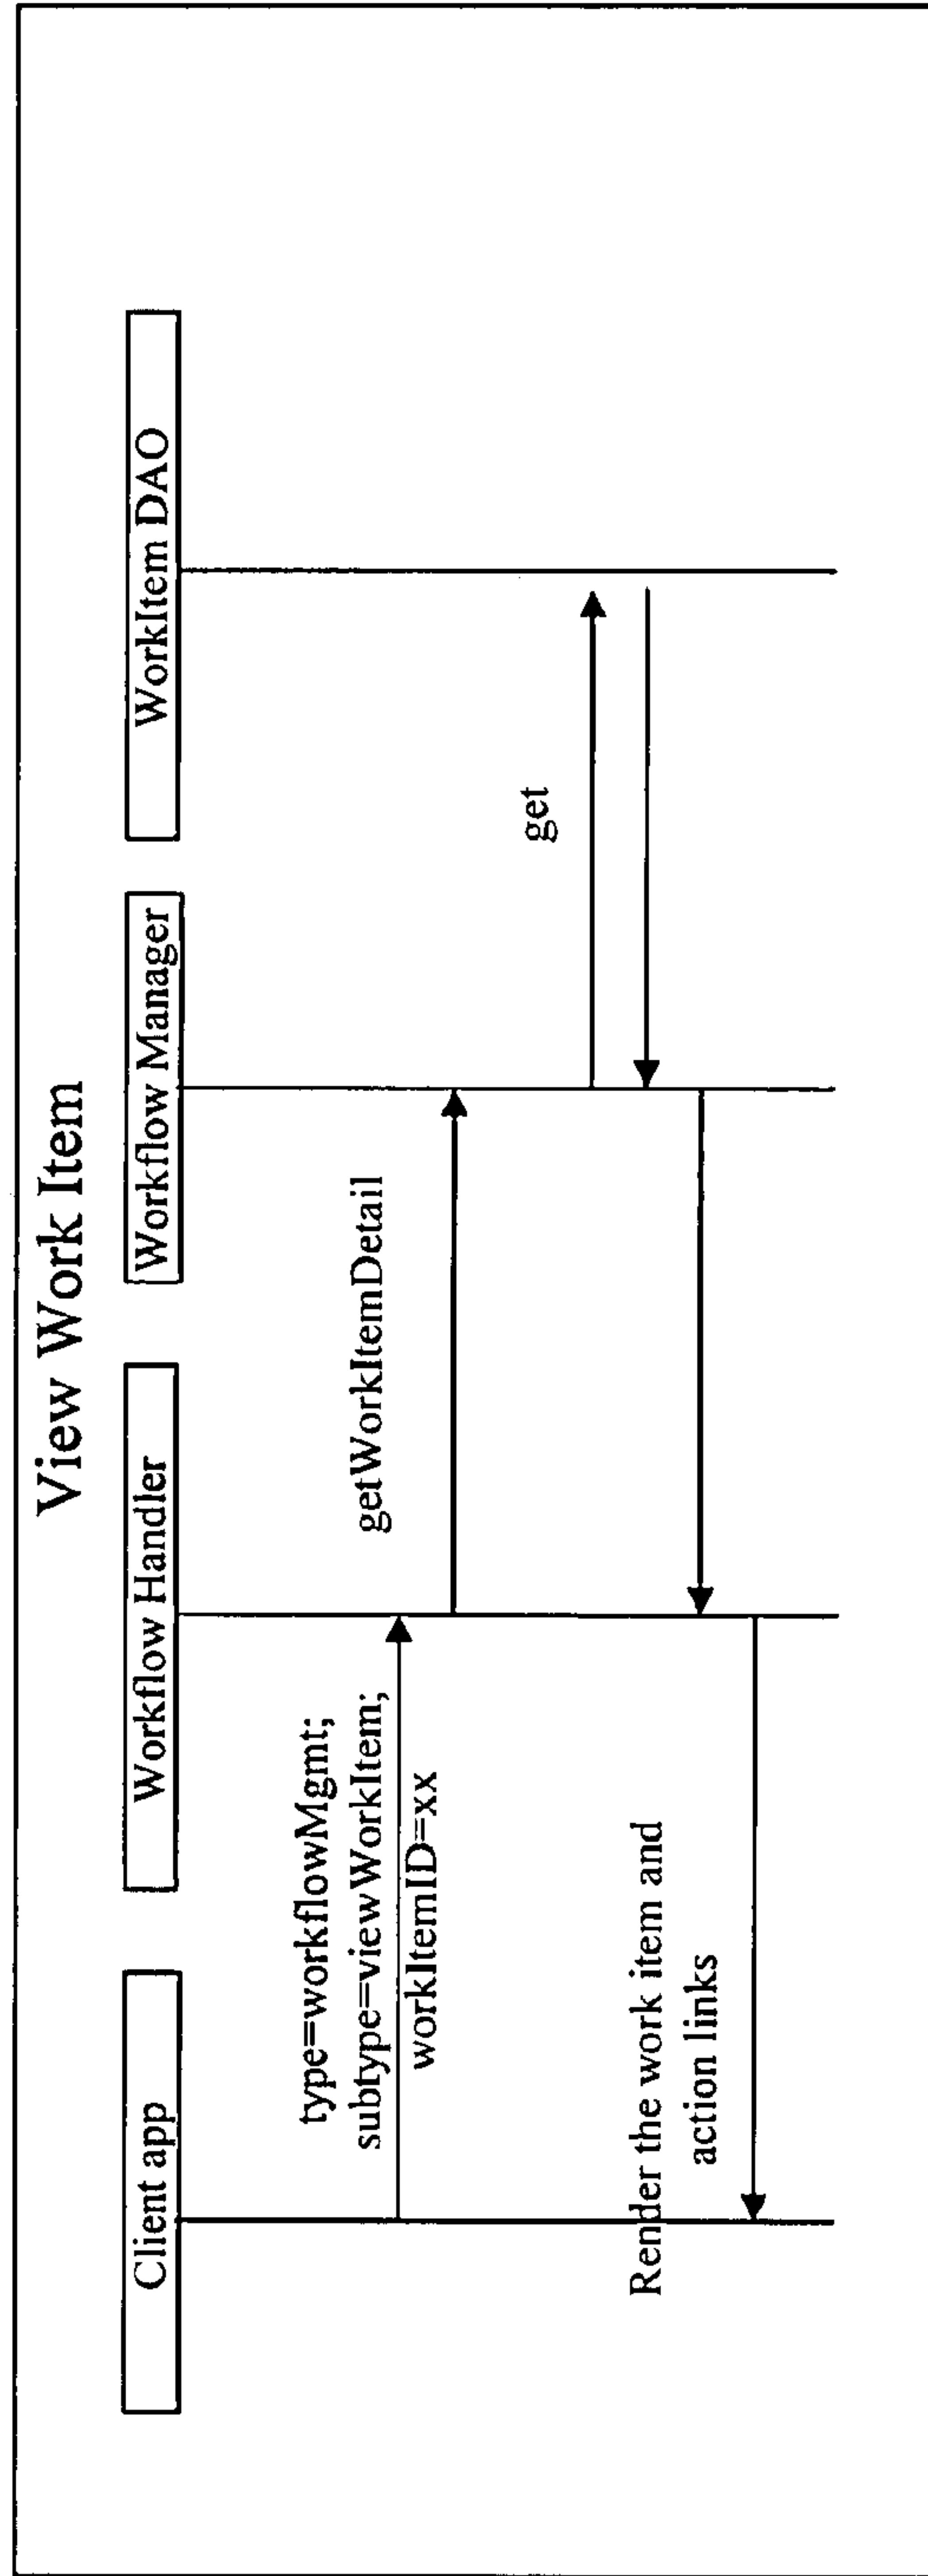 View Work Item
Client app
Workflow Handler
Workflow Manager
WorkItem DAO
type=workflowMgmt;
subtype=viewWorkItem;
workItemID=xx
getWorkItemDetail
get
Render the work item and
action links